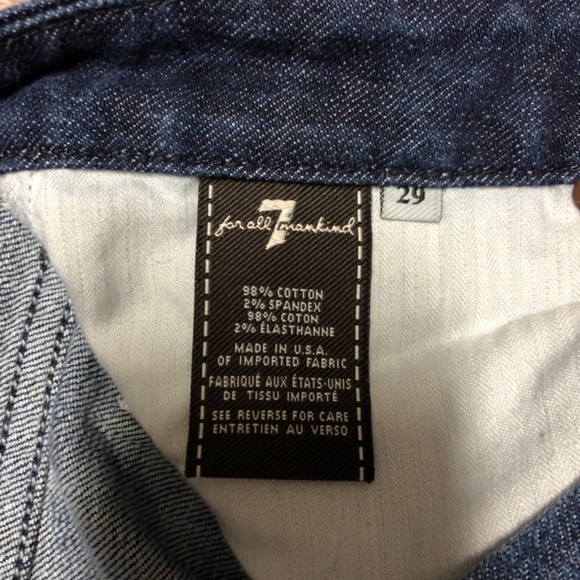 for all 7 mankind
29
98% COTTON
2% SPANDEX
98% COTON
2% ÉLASTHANNE
MADE IN U.S.A.
OF IMPORTED FABRIC
FABRIQUÉ AUX ÉTATS-UNIS
DE TISSU IMPORTÉ
SEE REVERSE FOR CARE
ENTRETIEN AU VERSO